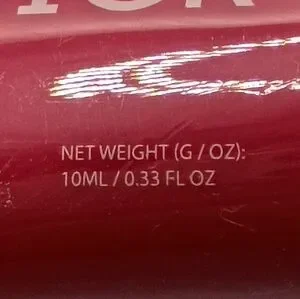 NET WEIGHT (G / OZ):
10ML / 0.33 FL OZ